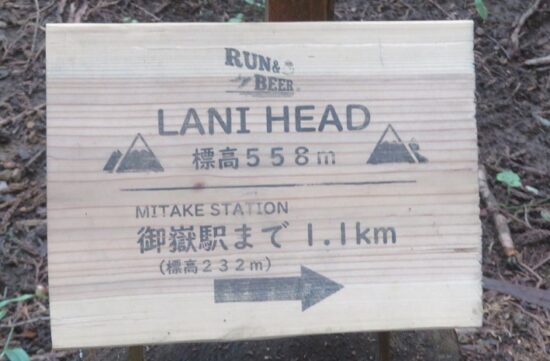 RUN&
BEER
LANI HEAD
標高558m
MITAKE STATION
御嶽駅まで 1.1km
(標高232m)